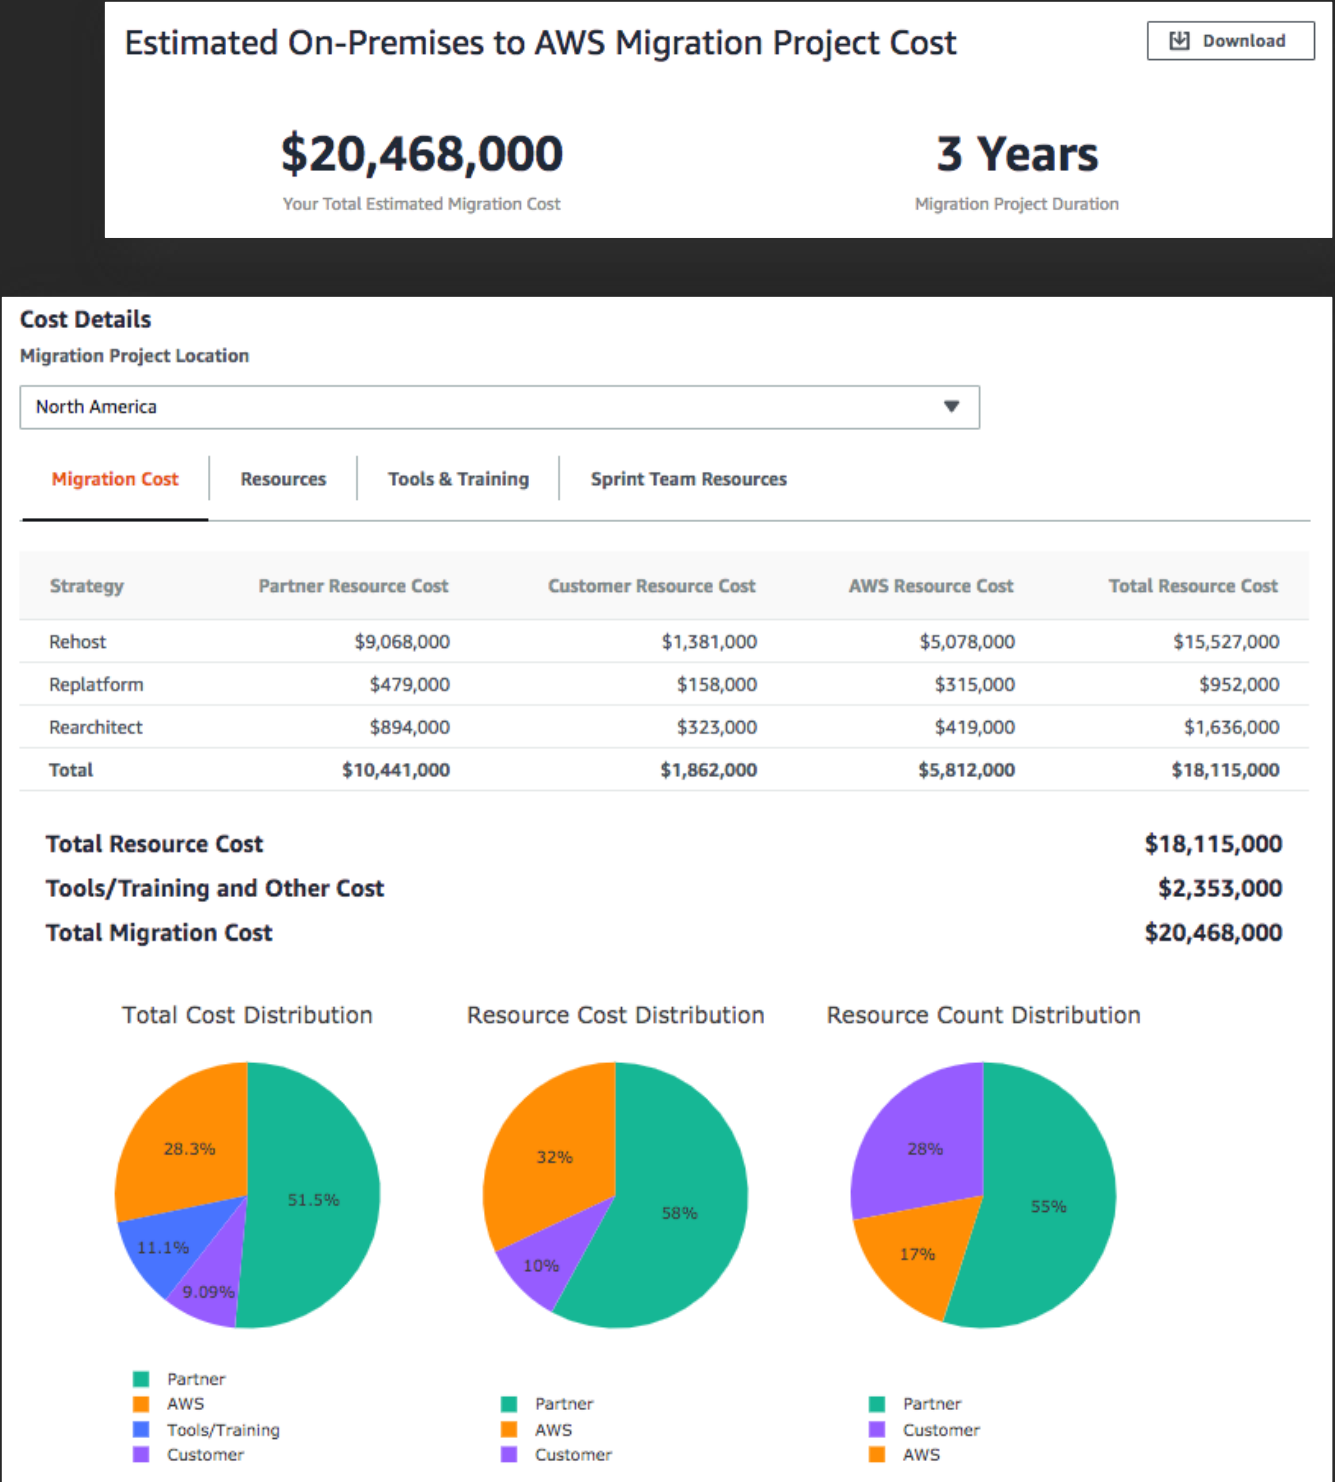 Estimated On-Premises to AWS Migration Project Cost
Download
$20,468,000
3 Years
Your Total Estimated Migration Cost
Migration Project Duration
Cost Details
Migration Project Location
North America
Migration Cost
Resources
Tools & Training
Sprint Team Resources
Strategy Partner Resource Cost Customer Resource Cost AWS Resource Cost Total Resource Cost
Rehost $9,068,000 $1,381,000 $5,078,000 $15,527,000
Replatform $479,000 $158,000 $315,000 $952,000
Rearchitect $894,000 $323,000 $419,000 $1,636,000
Total $10,441,000 $1,862,000 $5,812,000 $18,115,000
Total Resource Cost $18,115,000
Tools/Training and Other Cost $2,353,000
Total Migration Cost $20,468,000
Total Cost Distribution
28.3%
51.5%
11.1%
9.09%
Partner
AWS
Tools/Training
Customer
Resource Cost Distribution
32%
58%
10%
Partner
AWS
Customer
Resource Count Distribution
28%
55%
17%
Partner
Customer
AWS